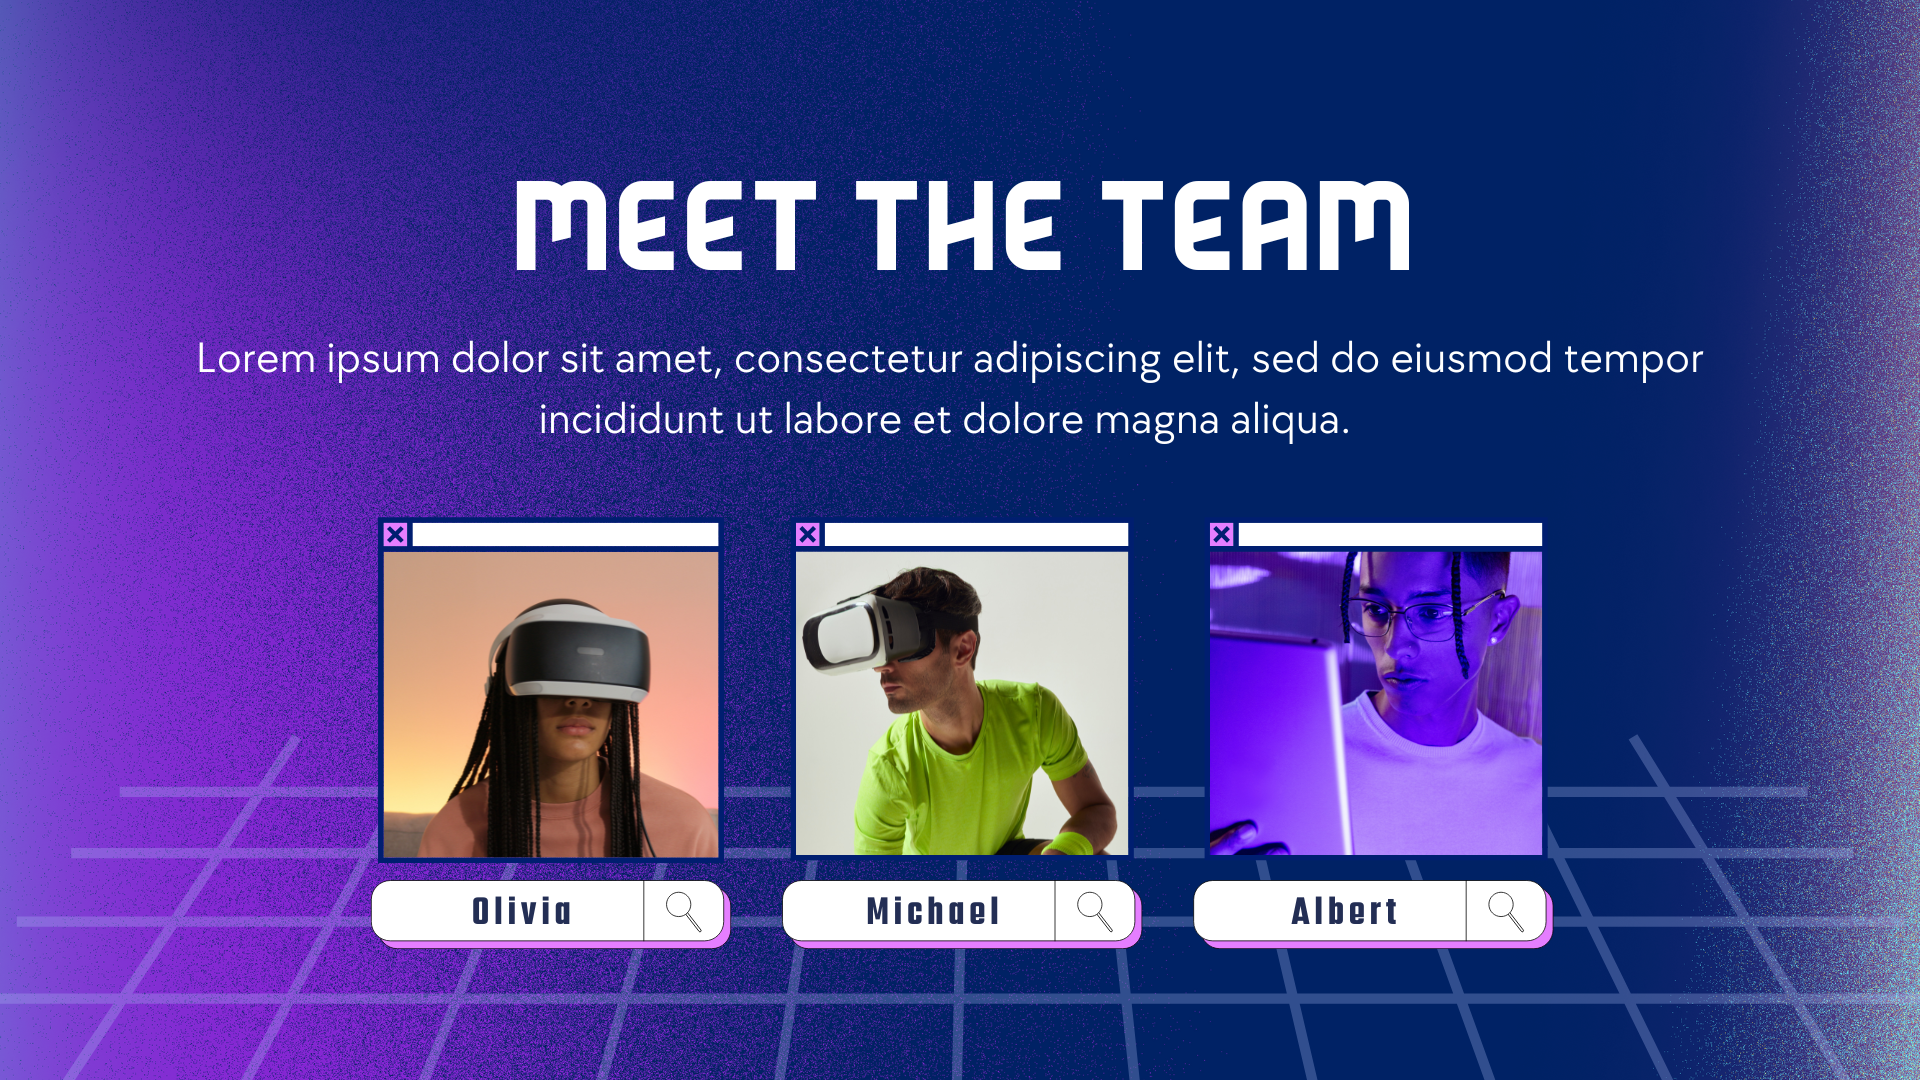 MEET THE TEAM
Lorem ipsum dolor sit amet, consectetur adipiscing elit, sed do eiusmod tempor
incididunt ut labore et dolore magna aliqua.
Olivia
Michael
Albert